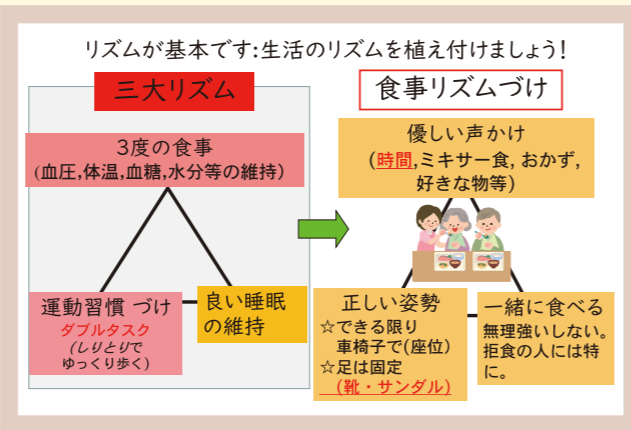 リズムが基本です:生活のリズムを植え付けましょう!
三大リズム
3度の食事
(血圧,体温,血糖,水分等の維持)
運動習慣 づけ
ダブルタスク
(しりとりで
ゆっくり歩く)
良い睡眠
の維持
食事リズムづけ
優しい声かけ
(時間,ミキサー食, おかず,
好きな物等)
正しい姿勢
☆できる限り
車椅子で(座位)
☆足は固定
(靴・サンダル)
一緒に食べる
無理強いしない。
拒食の人には特
に。